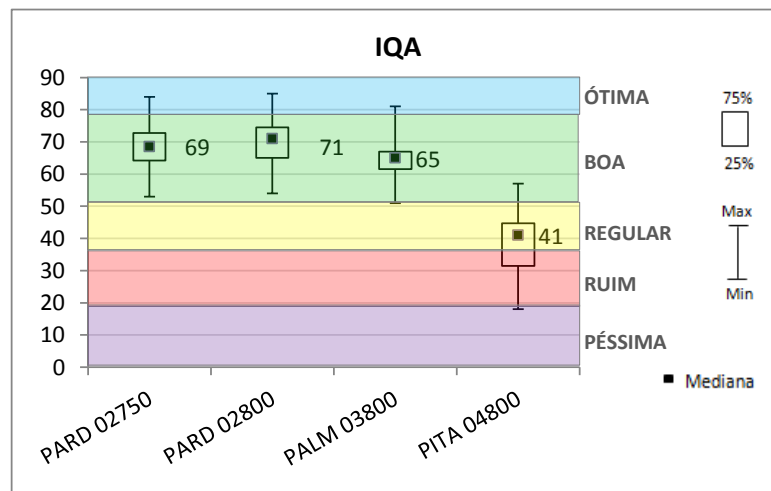 IQA
90
80
70
60
50
40
30
20
10
0
69
71
65
41
ÓTIMA
BOA
REGULAR
RUIM
PÉSSIMA
PARD 02750
PARD 02800
PALM 03800
PITA 04800
75%
25%
Max
Min
Mediana